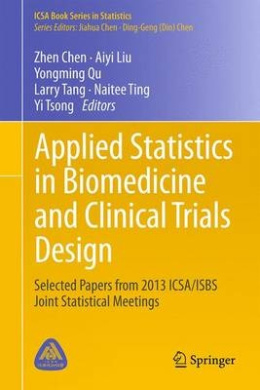 ICSA Book Series in Statistics
Series Editors: Jiahua Chen · Ding-Geng (Din) Chen
Zhen Chen · Aiyi Liu
Yongming Qu
Larry Tang · Naitee Ting
Yi Tsong Editors
Applied Statistics
in Biomedicine
and Clinical Trials
Design
Selected Papers from 2013 ICSA/ISBS
Joint Statistical Meetings
Springer